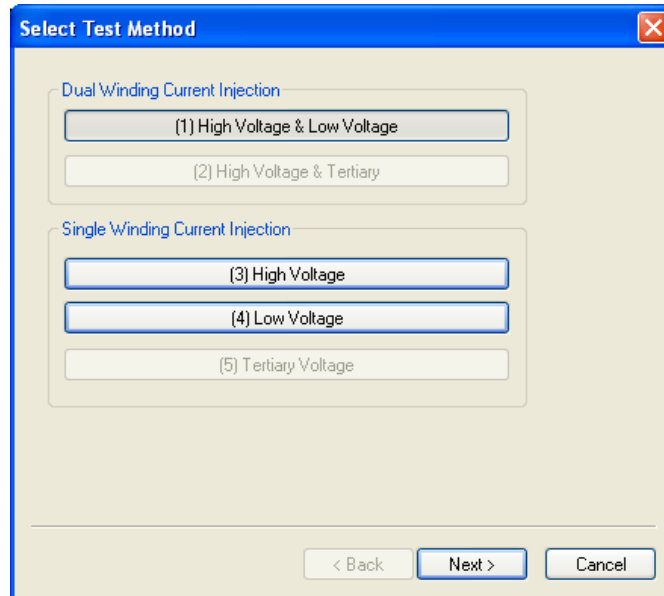 Select Test Method
Dual Winding Current Injection
(1) High Voltage & Low Voltage
(2) High Voltage & Tertiary
Single Winding Current Injection
(3) High Voltage
(4) Low Voltage
(5) Tertiary Voltage
< Back Next > Cancel